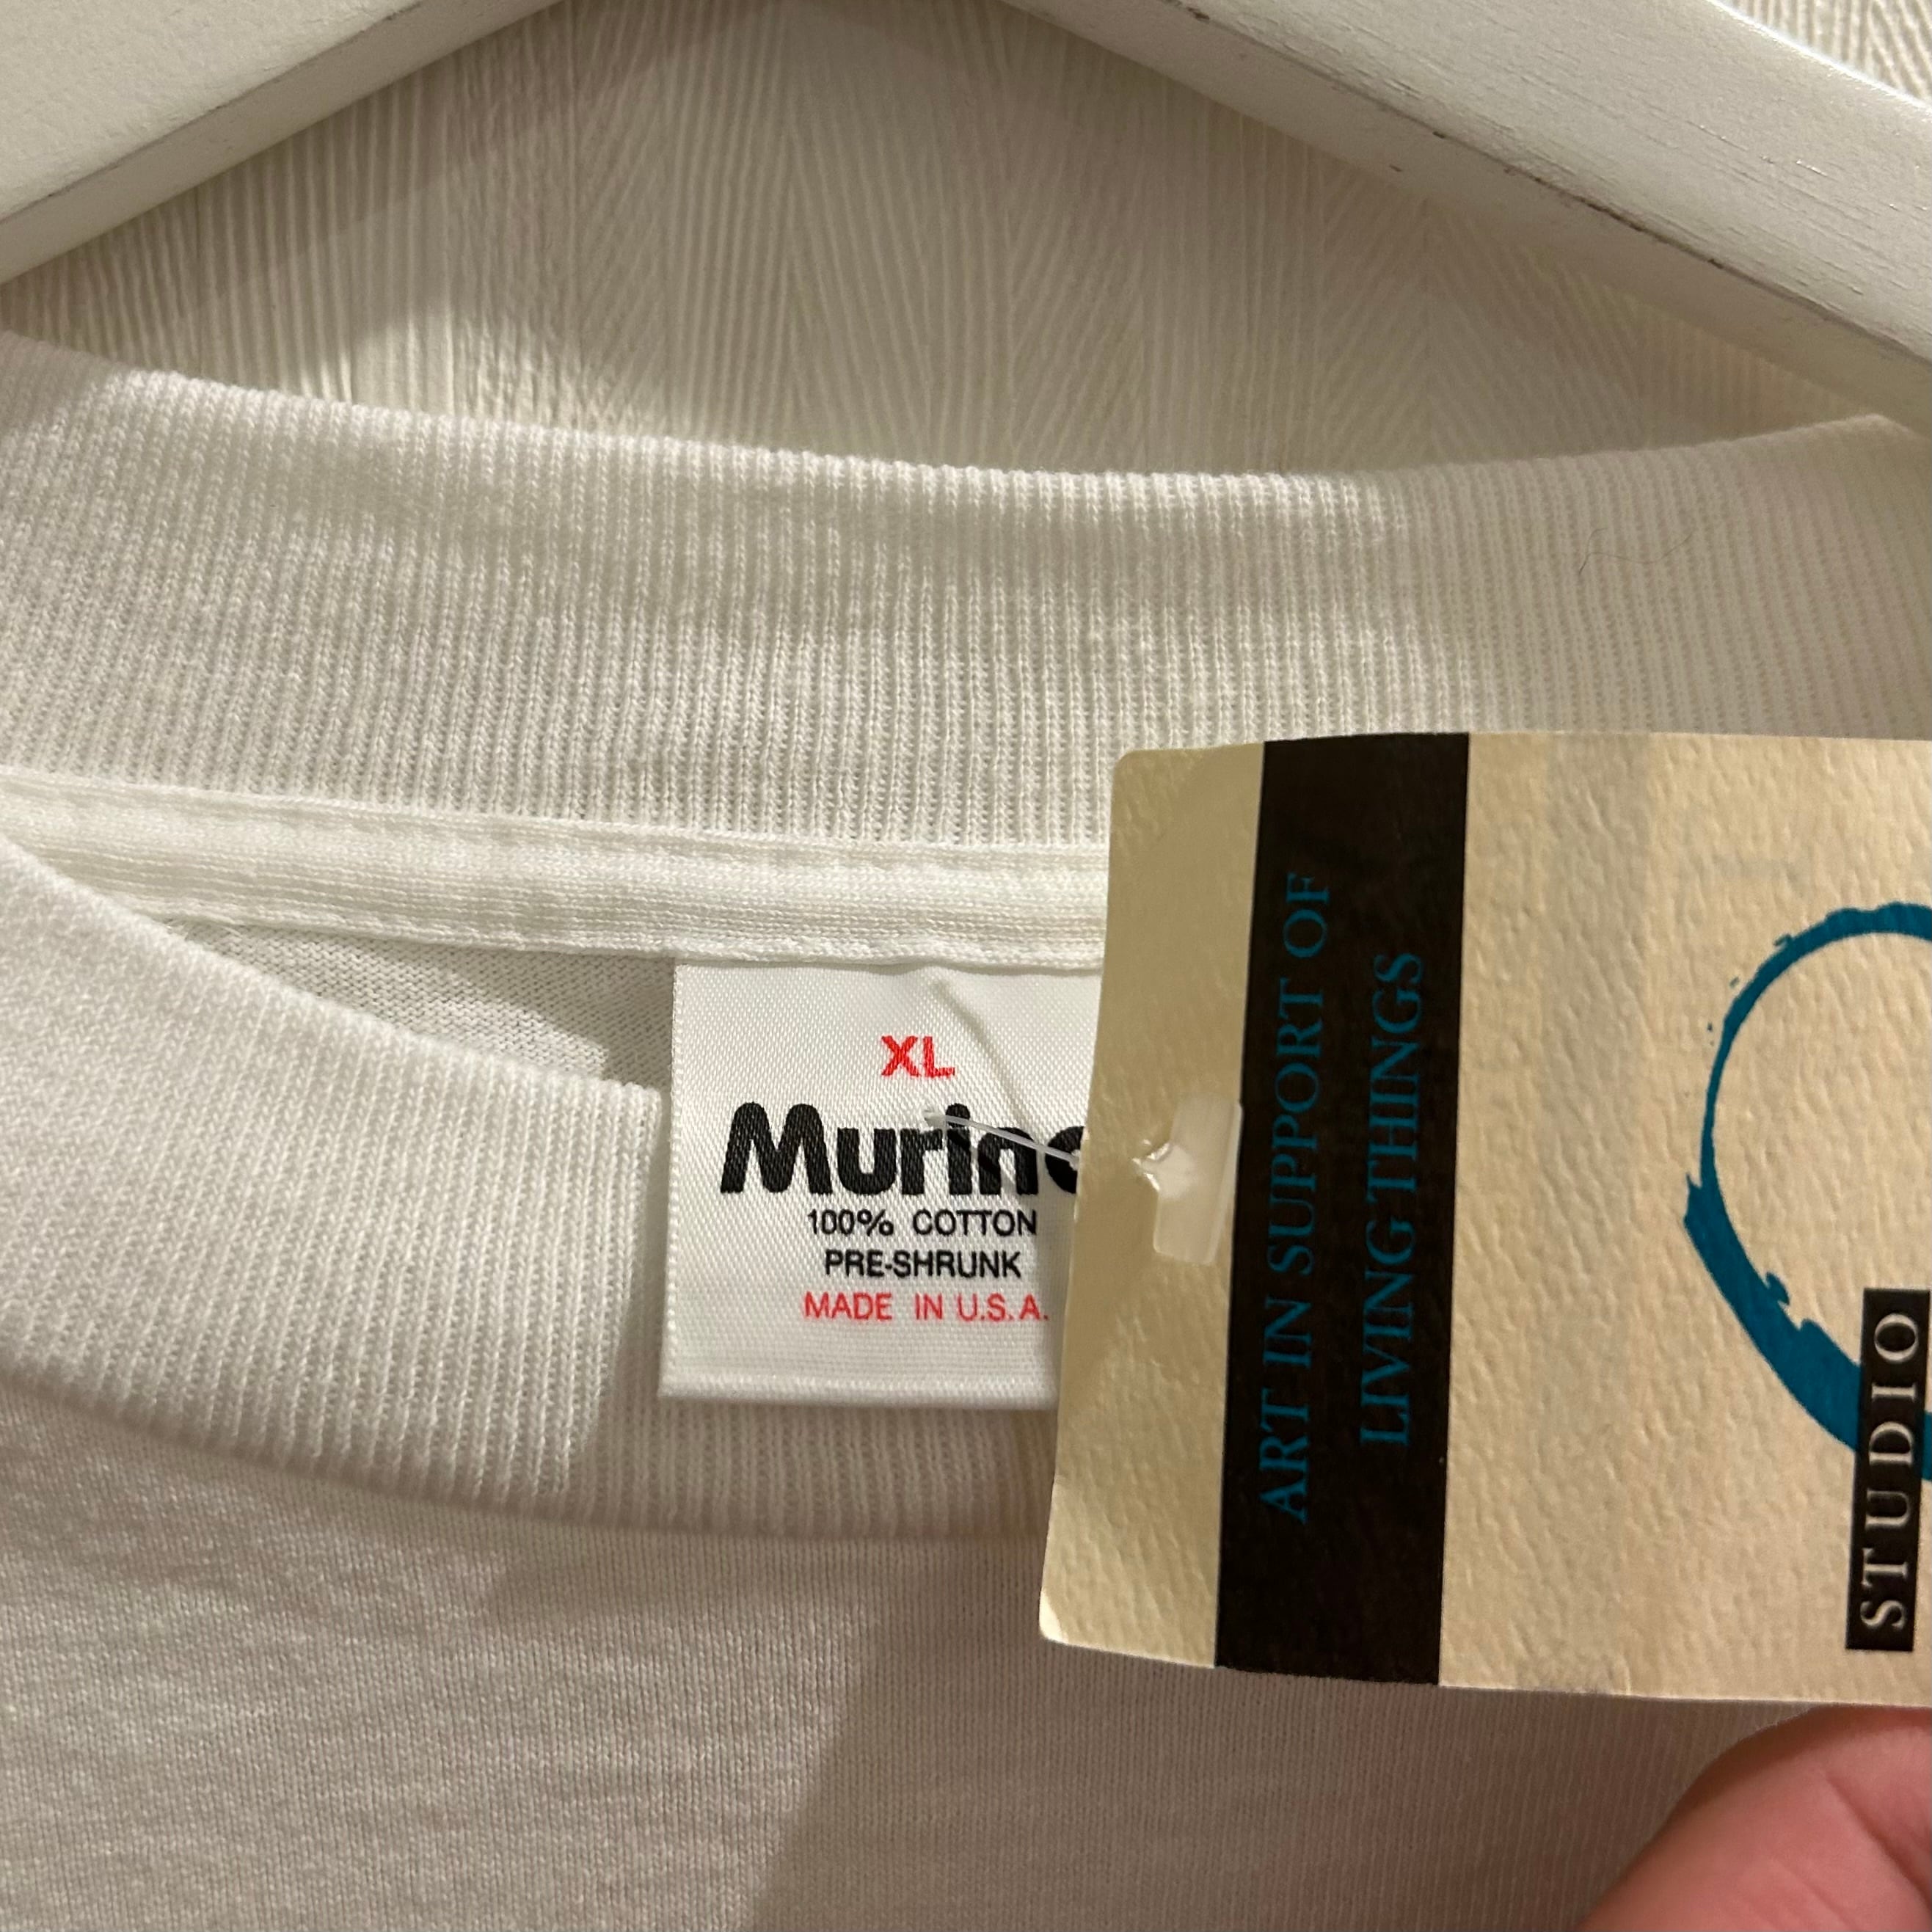 XL
100% COTTON
PRE-SHRUNK
MADE IN U.S.A.
ART IN SUPPORT OF
LIVING THINGS
STUDIO